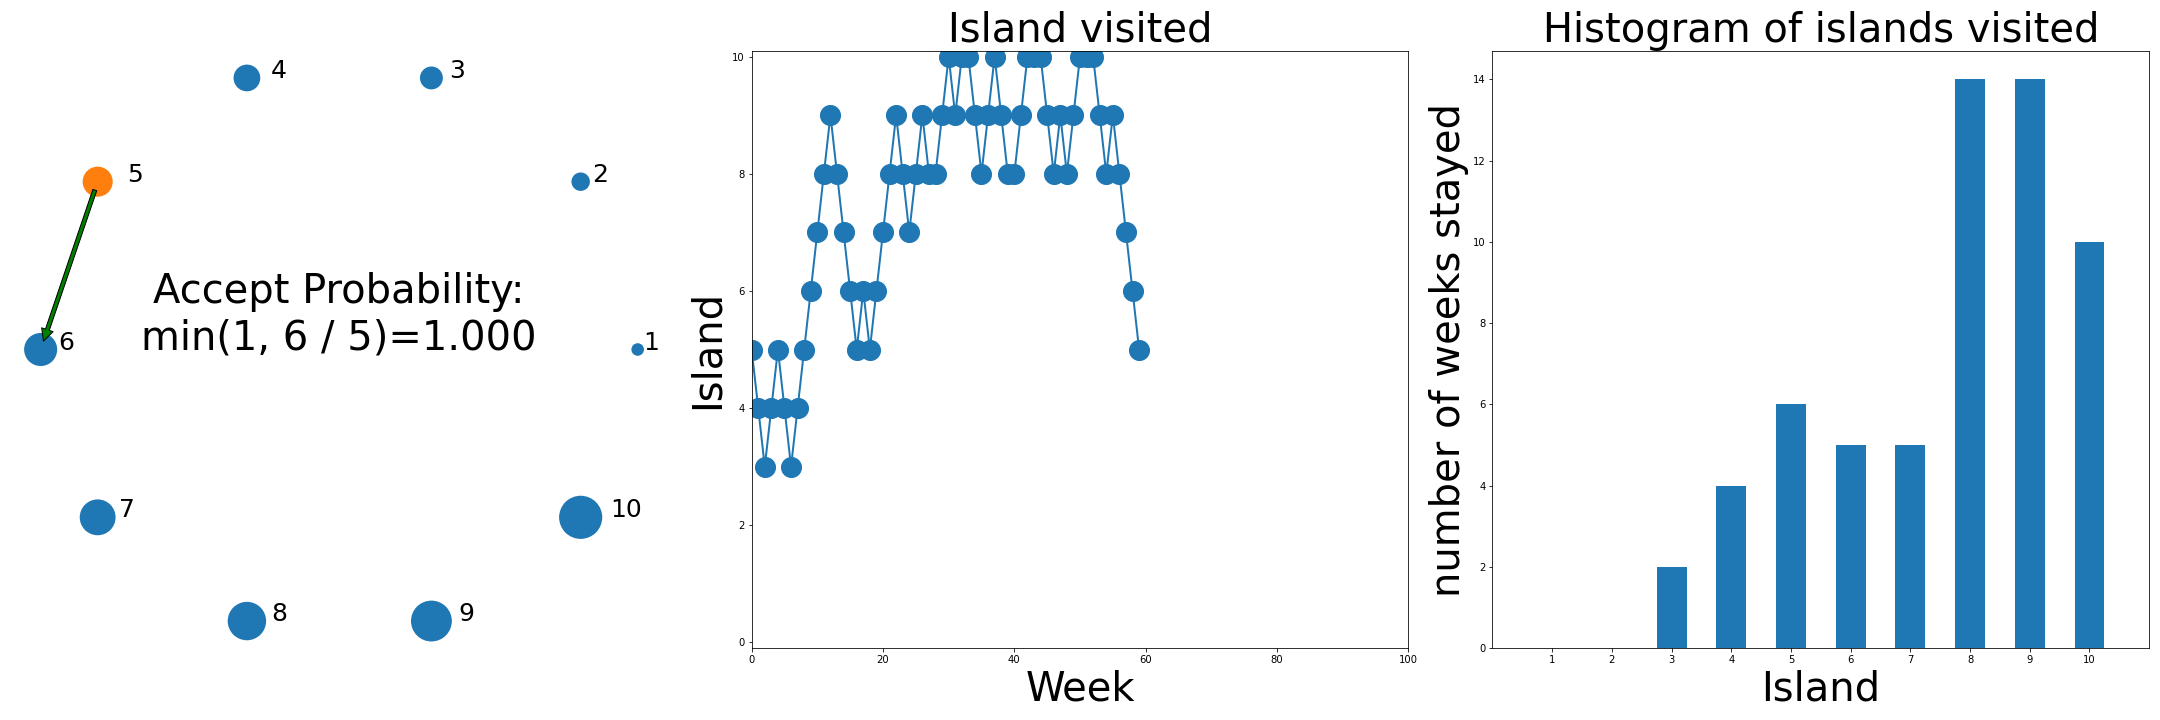 4
3
5
2
Accept Probability:
min(1, 6 / 5)=1.000
6
1
7
10
8
9
Island visited
10
8
6
4
2
0
Island
0 20 40 60 80 100
Week
Histogram of islands visited
14
12
10
8
6
4
2
0
number of weeks stayed
1 2 3 4 5 6 7 8 9 10
Island